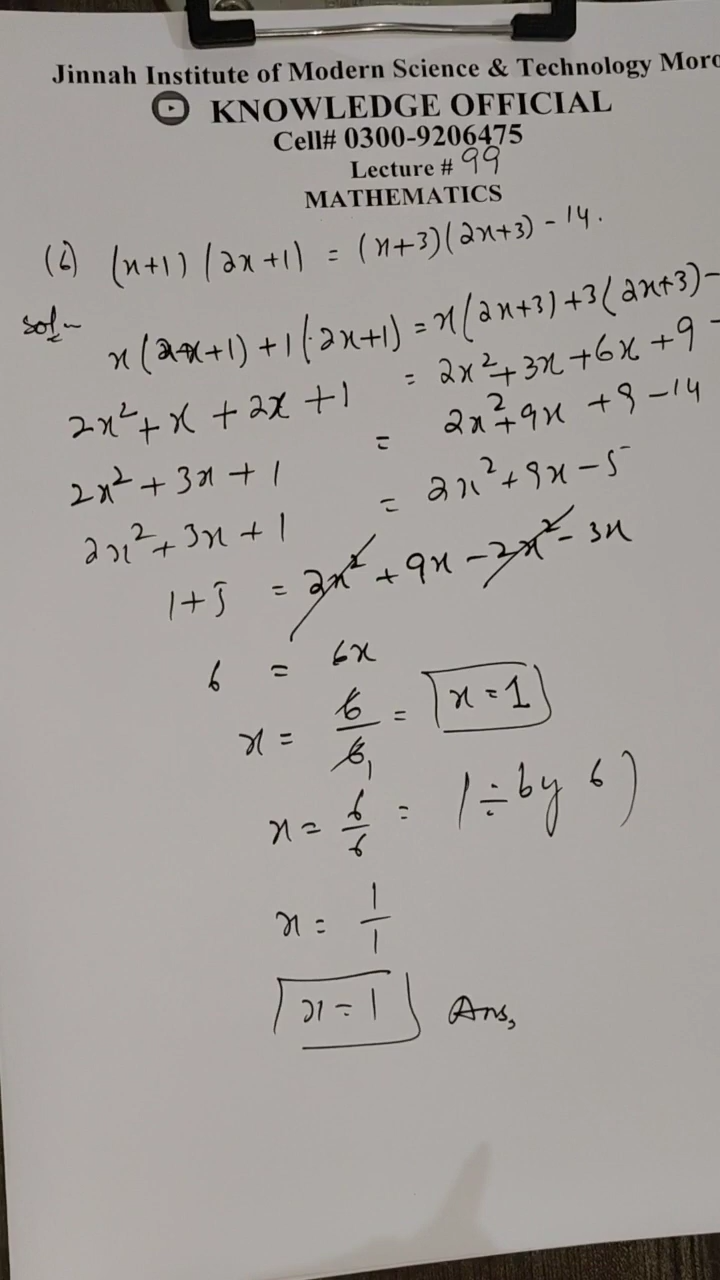 Jinnah Institute of Modern Science & Technology Moro
KNOWLEDGE OFFICIAL
Cell# 0300-9206475
Lecture # 99
MATHEMATICS
(6) (x+1) (2x+1) = (x+3)(2x+3) - 14.
Sol:-
x(2x+1) + 1(2x+1) = x(2x+3) + 3(2x+3) -
2x² + x + 2x + 1 = 2x² + 3x + 6x + 9 -
2x² + 3x + 1 = 2x² + 9x + 9 - 14
2x² + 3x + 1 = 2x² + 9x - 5
1+5 = 2x² + 9x - 2x² - 3x
6 = 6x
x = 6/6₁ = x = 1
x = 6/6 = (÷ by 6)
x = 1/1
x = 1 Ans,